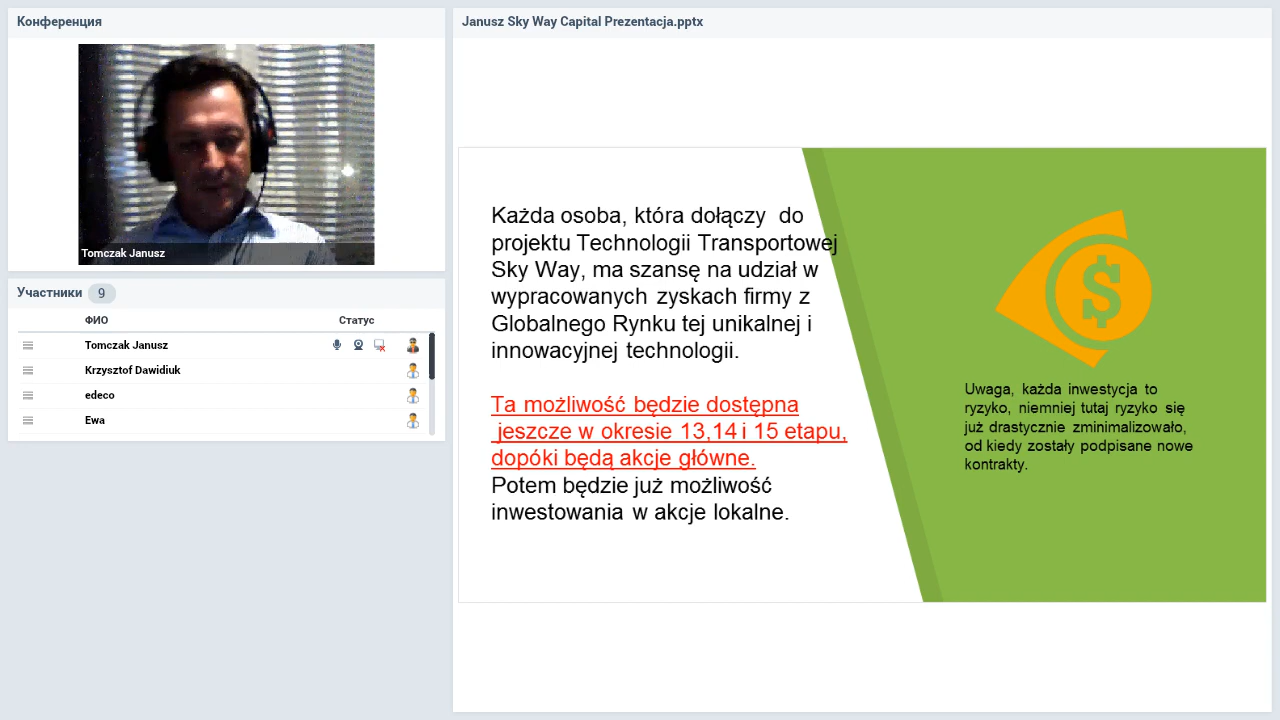 Конференция
Tomczak Janusz
Участники 9
ФИО Статус
Tomczak Janusz
Krzysztof Dawidiuk
edeco
Ewa
Janusz Sky Way Capital Prezentacja.pptx
Każda osoba, która dołączy do
projektu Technologii Transportowej
Sky Way, ma szansę na udział w
wypracowanych zyskach firmy z
Globalnego Rynku tej unikalnej i
innowacyjnej technologii.
Ta możliwość będzie dostępna
jeszcze w okresie 13,14 i 15 etapu,
dopóki będą akcje główne.
Potem będzie już możliwość
inwestowania w akcje lokalne.
$
Uwaga, każda inwestycja to
ryzyko, niemniej tutaj ryzyko się
już drastycznie zminimalizowało,
od kiedy zostały podpisane nowe
kontrakty.